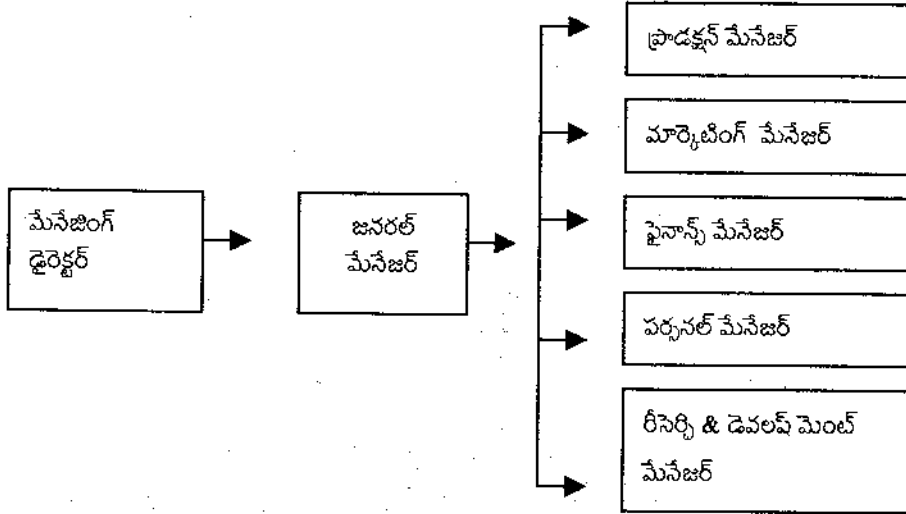 మేనేజింగ్
డైరెక్టర్
జనరల్
మేనేజర్
ప్రొడక్షన్ మేనేజర్
మార్కెటింగ్ మేనేజర్
ఫైనాన్స్ మేనేజర్
పర్సనల్ మేనేజర్
రీసెర్చి & డెవలప్ మెంట్
మేనేజర్